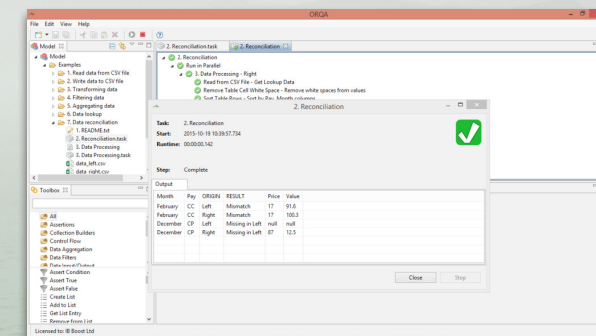 ORQA
File Edit View Help
Model
Model
Examples
1. Read data from CSV file
2. Write data to CSV file
3. Transforming data
4. Filtering data
5. Aggregating data
6. Data lookup
7. Data reconciliation
1. README.txt
2. Reconciliation.task
3. Data Processing
3. Data Processing.task
data_left.csv
data_right.csv
Toolbox
All
Assertions
Collection Builders
Control Flow
Data Aggregation
Data Filters
Data Input/Output
Assert Condition
Assert True
Assert False
Create List
Add to List
Get List Entry
Remove from List
Licensed to: IB Boost Ltd
2. Reconciliation.task
2. Reconciliation
2. Reconciliation
Run in Parallel
3. Data Processing - Right
Read from CSV File - Get Lookup Data
Remove Table Cell White Space - Remove white spaces from values
Sort Table Rows - Sort by Pay, Month columns
2. Reconciliation
Task: 2. Reconciliation
Start: 2015-10-19 10:39:57.734
Runtime: 00:00:00.142
Step: Complete
Output
Month Pay ORIGIN RESULT Price Value
February CC Left Mismatch 17 91.6
February CC Right Mismatch 17 100.3
December CP Left Missing in Left null null
December CP Right Missing in Left 87 12.5
Close Stop